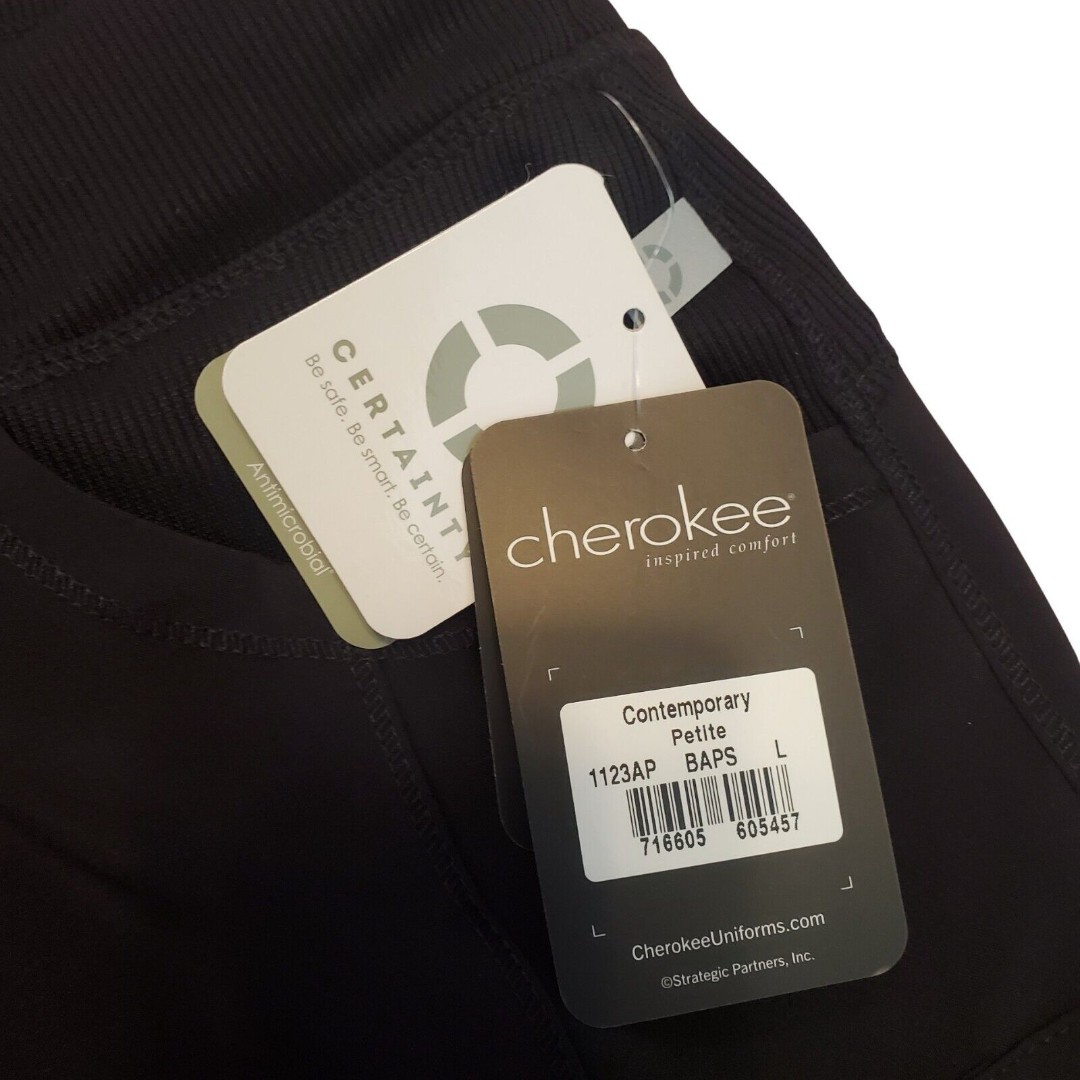 CERTAINTY
Be safe. Be smart. Be certain.
Antimicrobial
cherokee®
inspired comfort
Contemporary
Petite
1123AP BAPS L
716605 605457
CherokeeUniforms.com
©Strategic Partners, Inc.